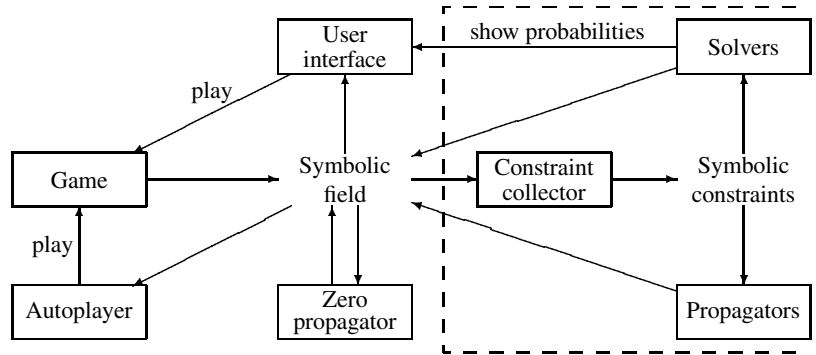 User
interface
show probabilities
Solvers
play
Game
Symbolic
field
Constraint
collector
Symbolic
constraints
play
Autoplayer
Zero
propagator
Propagators